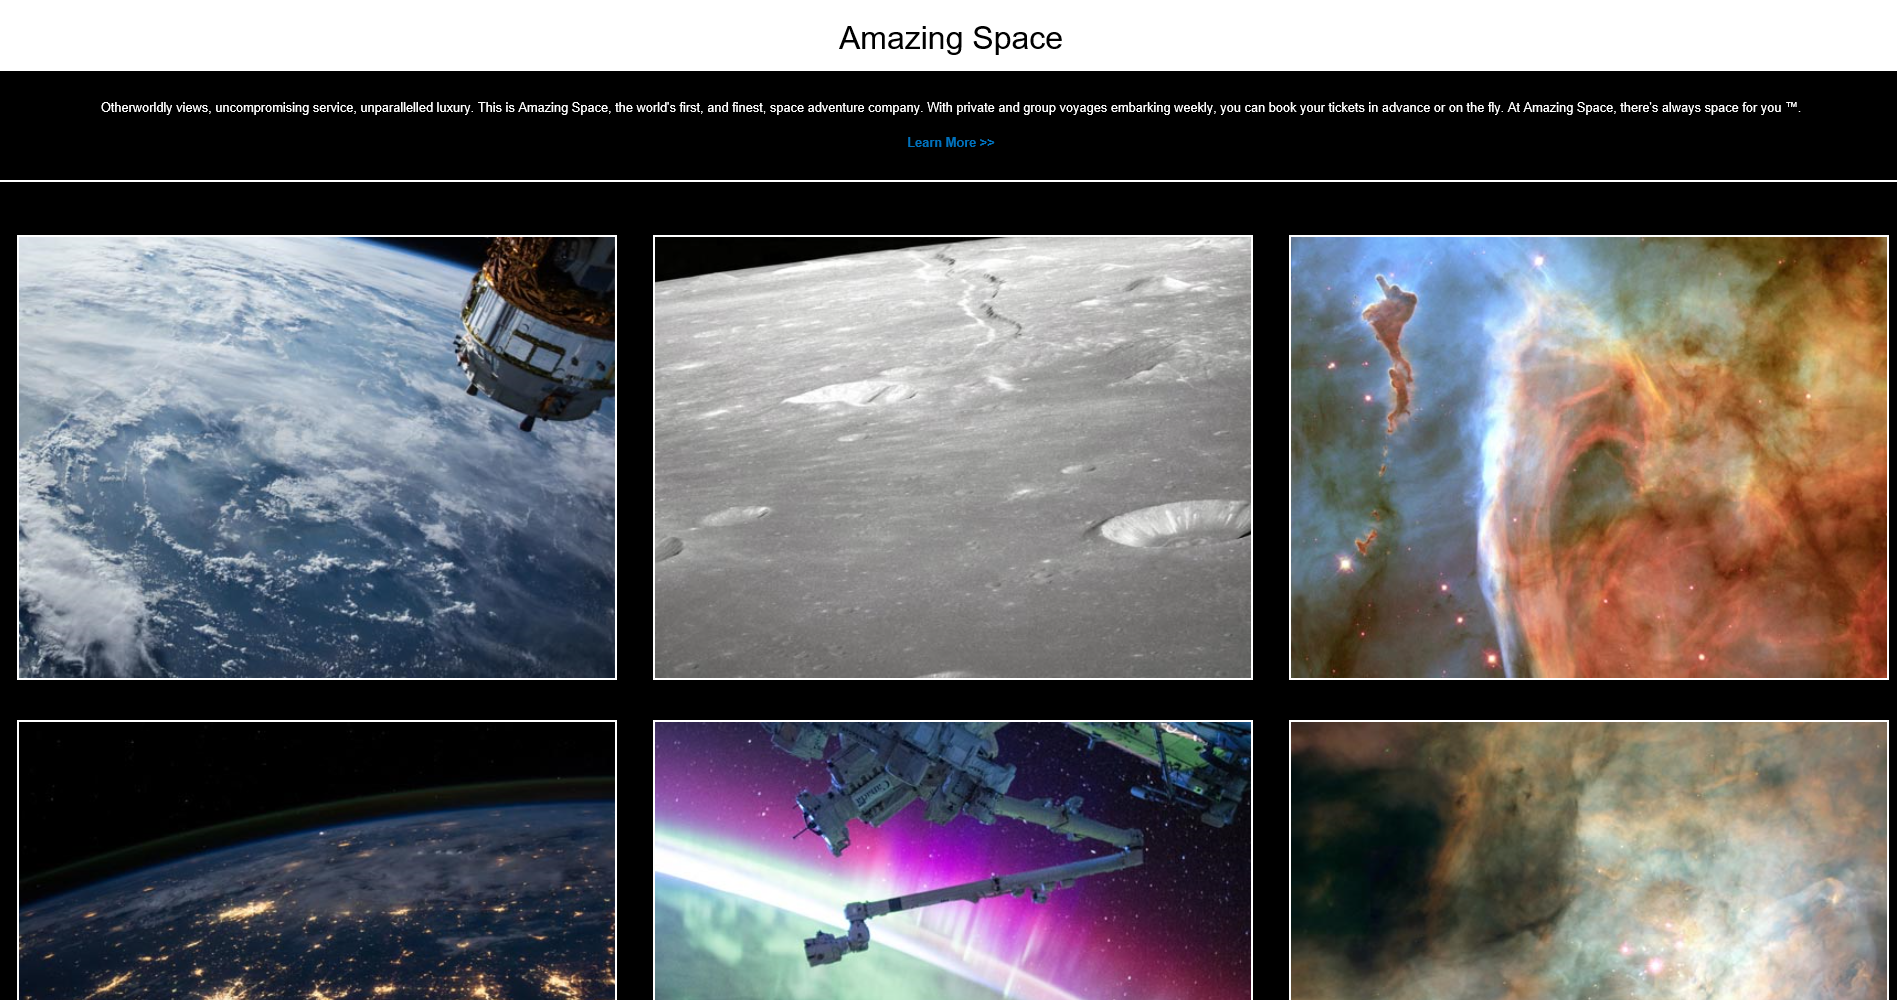 Amazing Space
Otherworldly views, uncompromising service, unparallelled luxury. This is Amazing Space, the world's first, and finest, space adventure company. With private and group voyages embarking weekly, you can book your tickets in advance or on the fly. At Amazing Space, there's always space for you ™.
Learn More >>